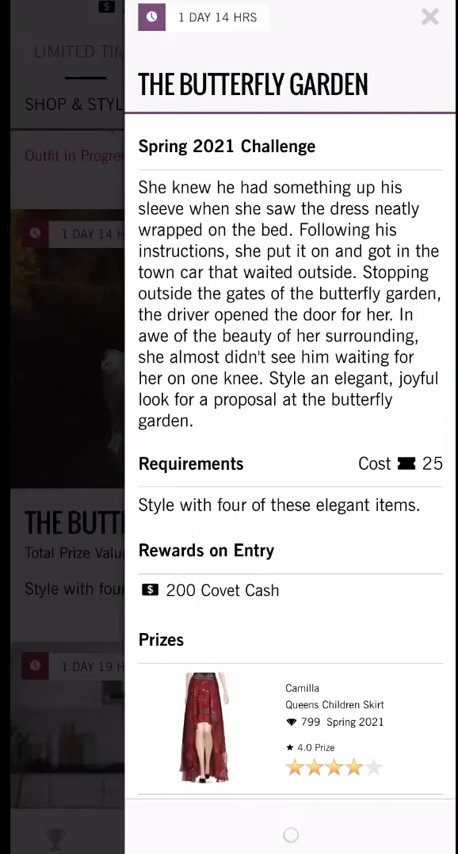 1 DAY 14 HRS
THE BUTTERFLY GARDEN
Spring 2021 Challenge
She knew he had something up his
sleeve when she saw the dress neatly
wrapped on the bed. Following his
instructions, she put it on and got in the
town car that waited outside. Stopping
outside the gates of the butterfly garden,
the driver opened the door for her. In
awe of the beauty of her surrounding,
she almost didn't see him waiting for
her on one knee. Style an elegant, joyful
look for a proposal at the butterfly
garden.
Requirements Cost 25
Style with four of these elegant items.
Rewards on Entry
$ 200 Covet Cash
Prizes
Camilla
Queens Children Skirt
799 Spring 2021
4.0 Prize
$
LIMITED TIM
SHOP & STYL
Outfit in Progre
1 DAY 14 H
THE BUTT
Total Prize Valu
Style with four
1 DAY 19 H